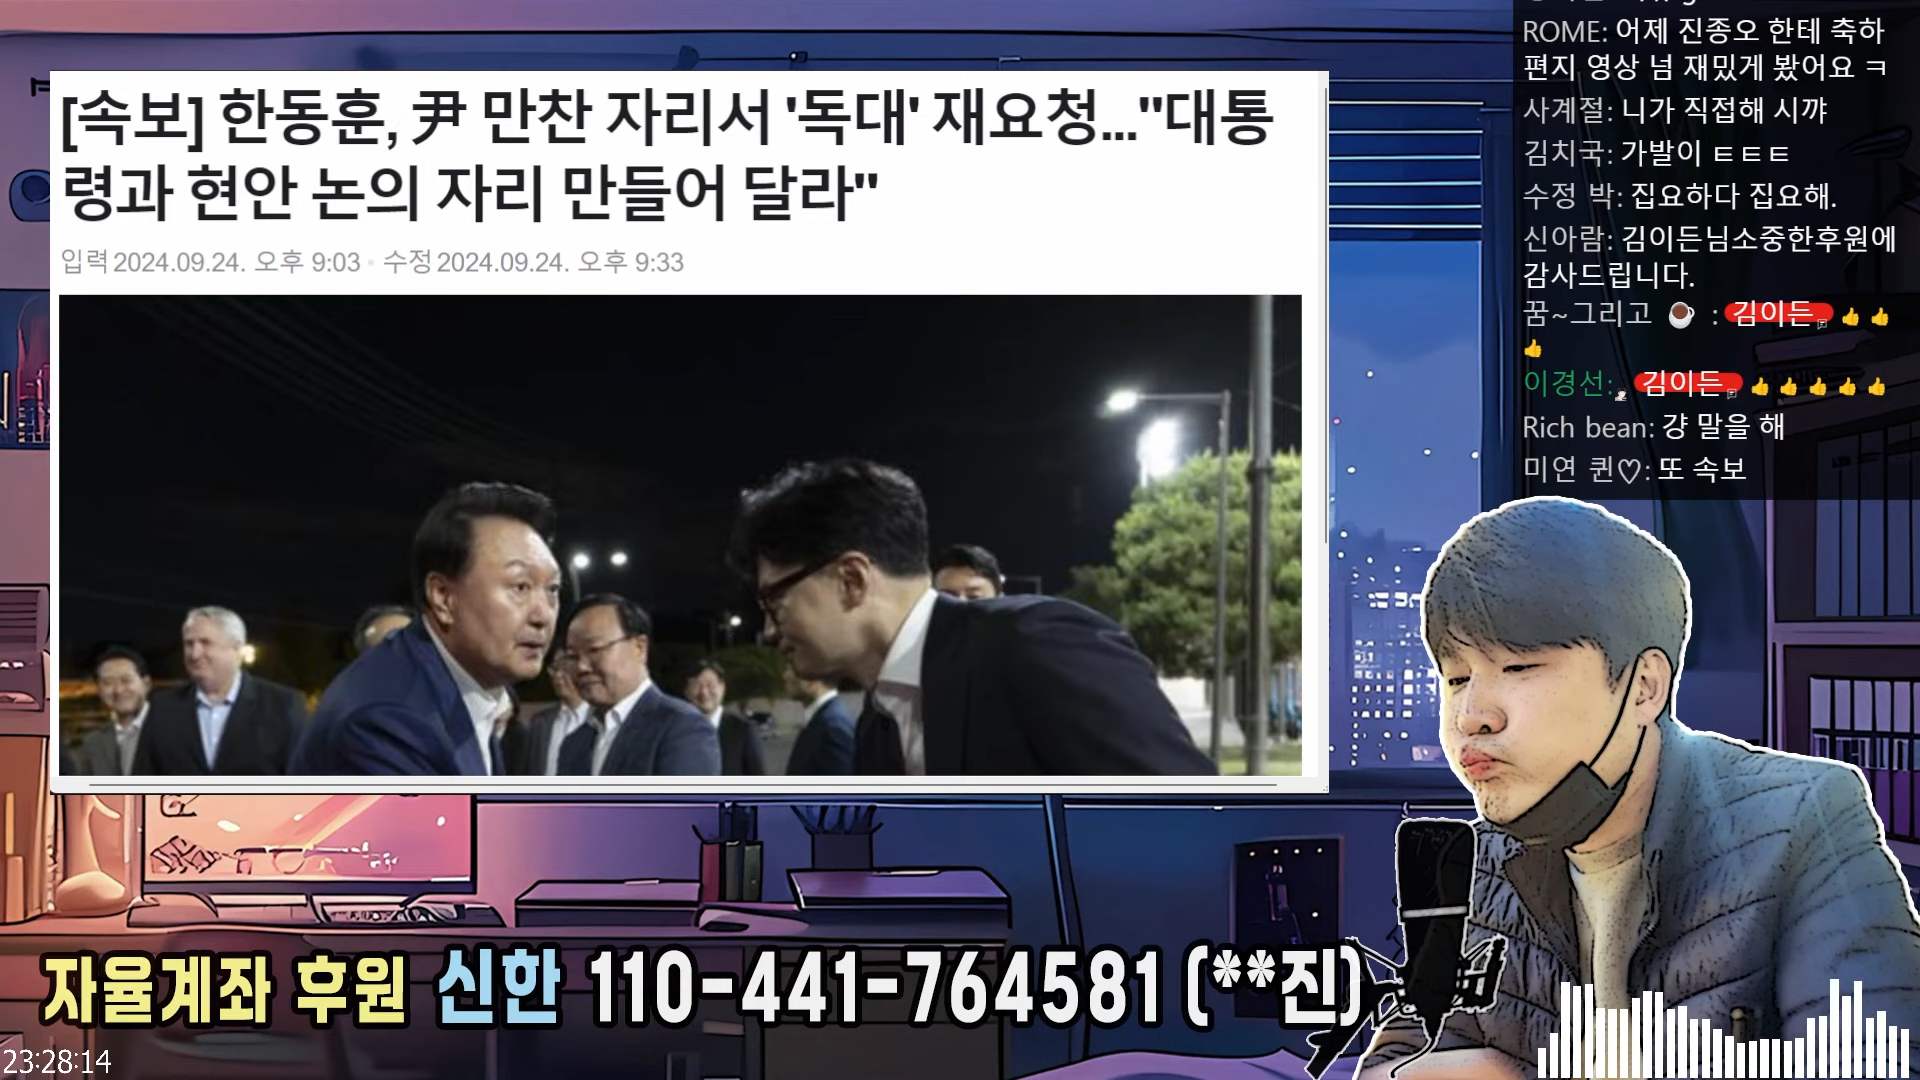 [속보] 한동훈, 尹 만찬 자리서 '독대' 재요청..."대통
령과 현안 논의 자리 만들어 달라"
입력 2024.09.24. 오후 9:03 · 수정 2024.09.24. 오후 9:33
ROME: 어제 진종오 한테 축하
편지 영상 넘 재밌게 봤어요 ㅋ
사계절: 니가 직접해 시꺄
김치국: 가발이 ㅌㅌㅌ
수정 박: 집요하다 집요해.
신아람: 김이든님소중한후원에
감사드립니다.
꿈~그리고 ☕ : 김이든 👍👍
👍
이경선: 김이든 👍👍👍👍👍
Rich bean: 걍 말을 해
미연 퀸♡: 또 속보
자율계좌 후원 신한 110-441-764581 (**진)
23:28:14